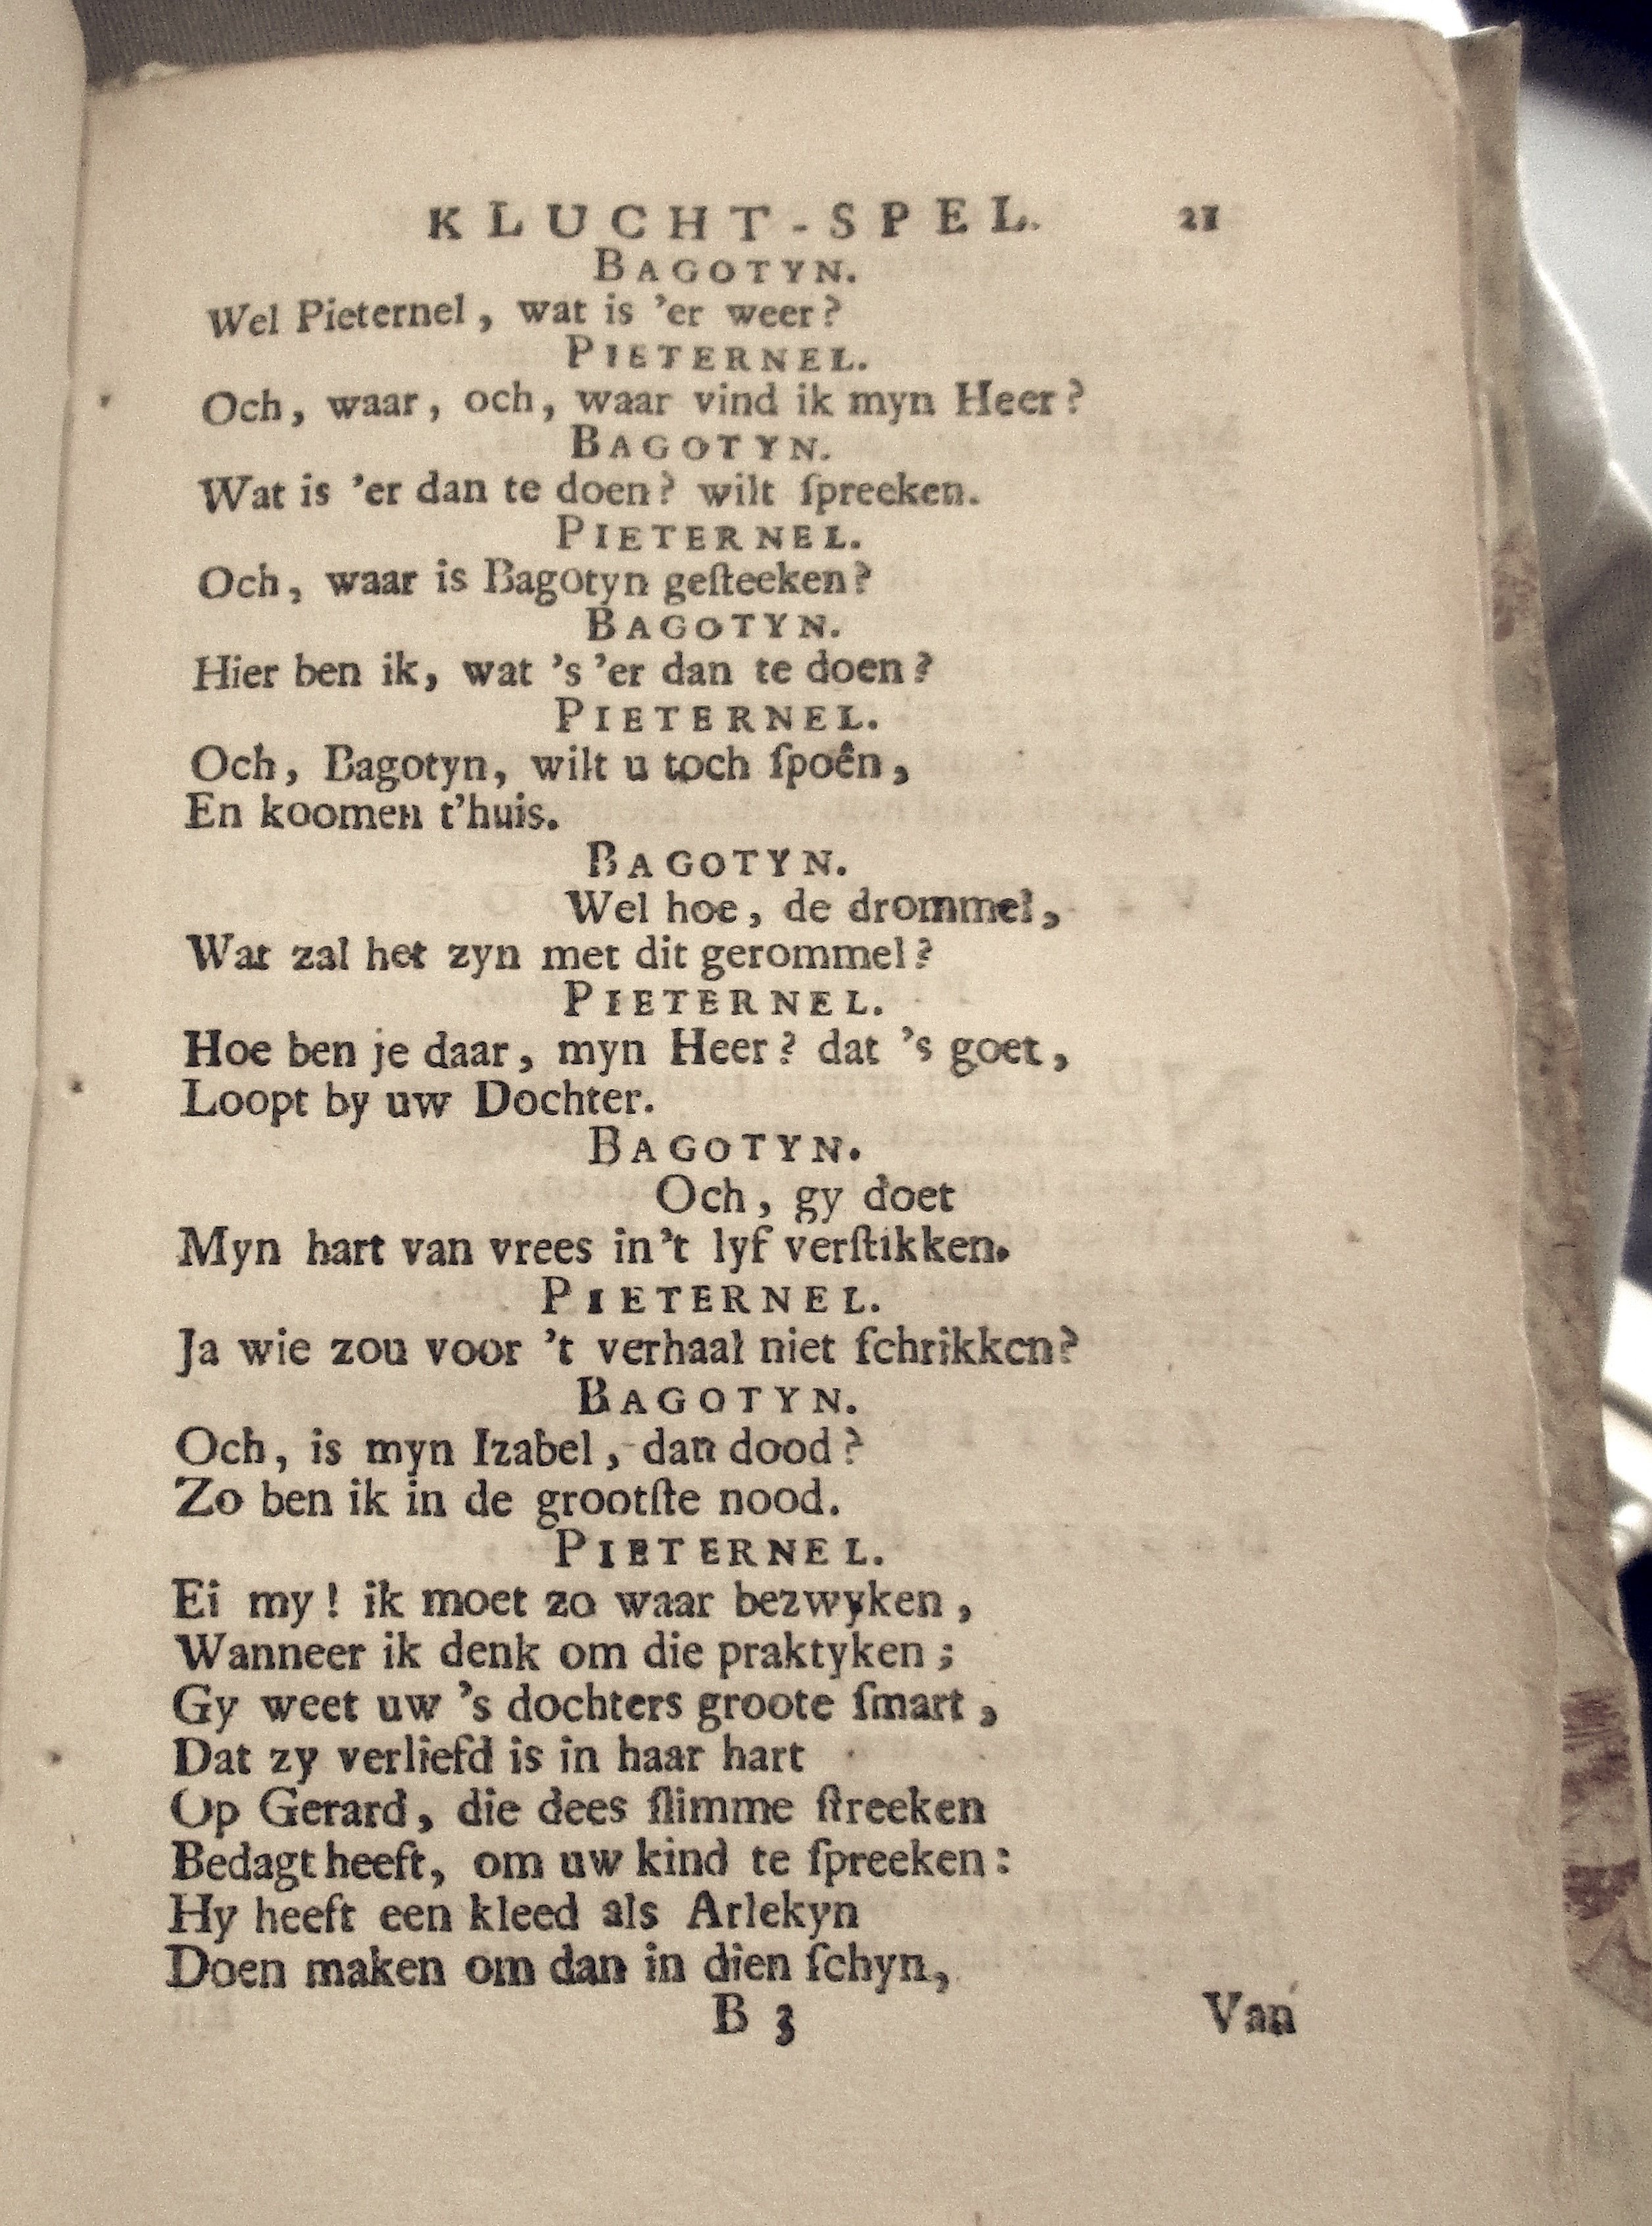 KLUCHT-SPEL. 21
BAGOTYN.
Wel Pieternel, wat is 'er weer?
PIETERNEL.
Och, waar, och, waar vind ik myn Heer?
BAGOTYN.
Wat is 'er dan te doen? wilt ſpreeken.
PIETERNEL.
Och, waar is Bagotyn geſteeken?
BAGOTYN.
Hier ben ik, wat 's 'er dan te doen?
PIETERNEL.
Och, Bagotyn, wilt u toch ſpoên,
En koomen t'huis.
BAGOTYN.
Wel hoe, de drommel,
Wat zal het zyn met dit gerommel?
PIETERNEL.
Hoe ben je daar, myn Heer? dat 's goet,
Loopt by uw Dochter.
BAGOTYN.
Och, gy doet
Myn hart van vrees in't lyf verſtikken.
PIETERNEL.
Ja wie zou voor 't verhaal niet ſchrikken?
BAGOTYN.
Och, is myn Izabel, dan dood?
Zo ben ik in de grootſte nood.
PIETERNEL.
Ei my! ik moet zo waar bezwyken,
Wanneer ik denk om die praktyken;
Gy weet uw 's dochters groote ſmart,
Dat zy verliefd is in haar hart
Op Gerard, die dees ſlimme ſtreeken
Bedagt heeft, om uw kind te ſpreeken:
Hy heeft een kleed als Arlekyn
Doen maken om dan in dien ſchyn,
B 3 Van